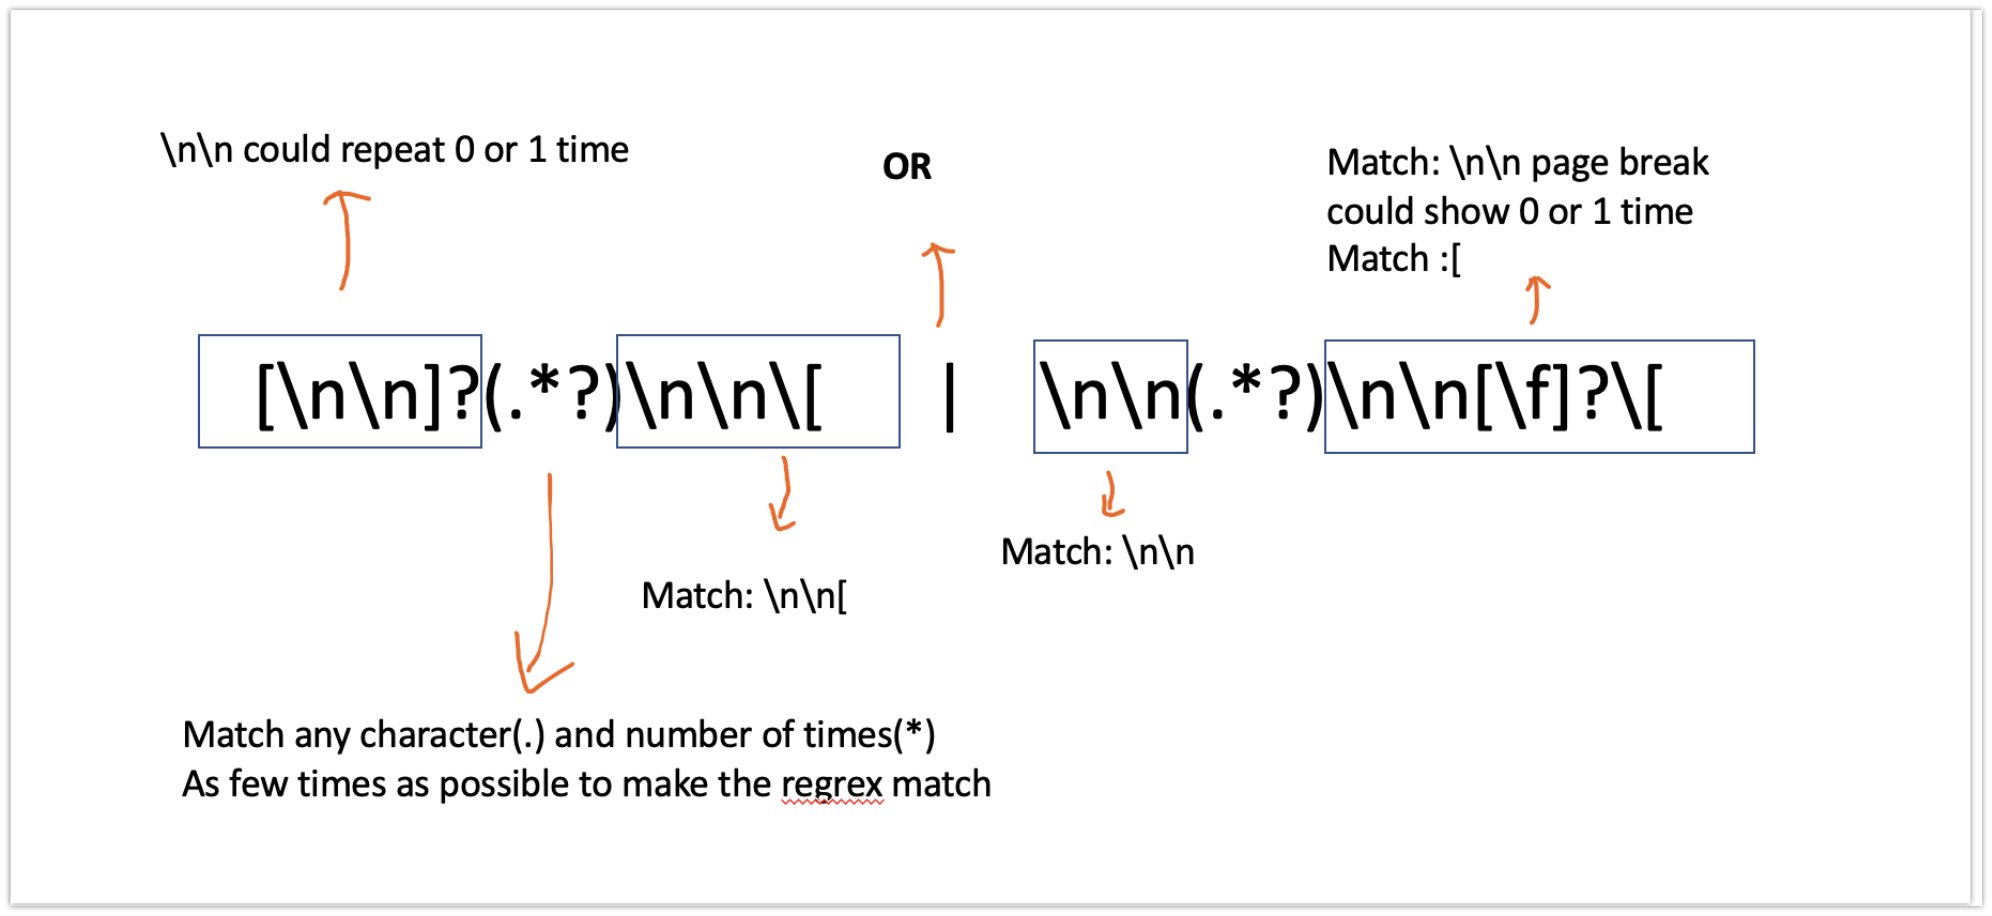 \n\n could repeat 0 or 1 time
OR
Match: \n\n page break
could show 0 or 1 time
Match :[
[\n\n]?(.*?)\n\n\[ | \n\n(.*?)\n\n[\f]?\[
Match: \n\n
Match: \n\n[
Match any character(.) and number of times(*)
As few times as possible to make the regrex match